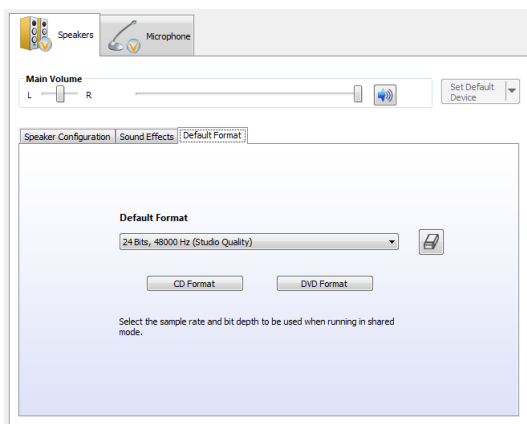 Speakers
Microphone
Main Volume
L
R
Set Default
Device
Speaker Configuration
Sound Effects
Default Format
Default Format
24 Bits, 48000 Hz (Studio Quality)
CD Format
DVD Format
Select the sample rate and bit depth to be used when running in shared
mode.